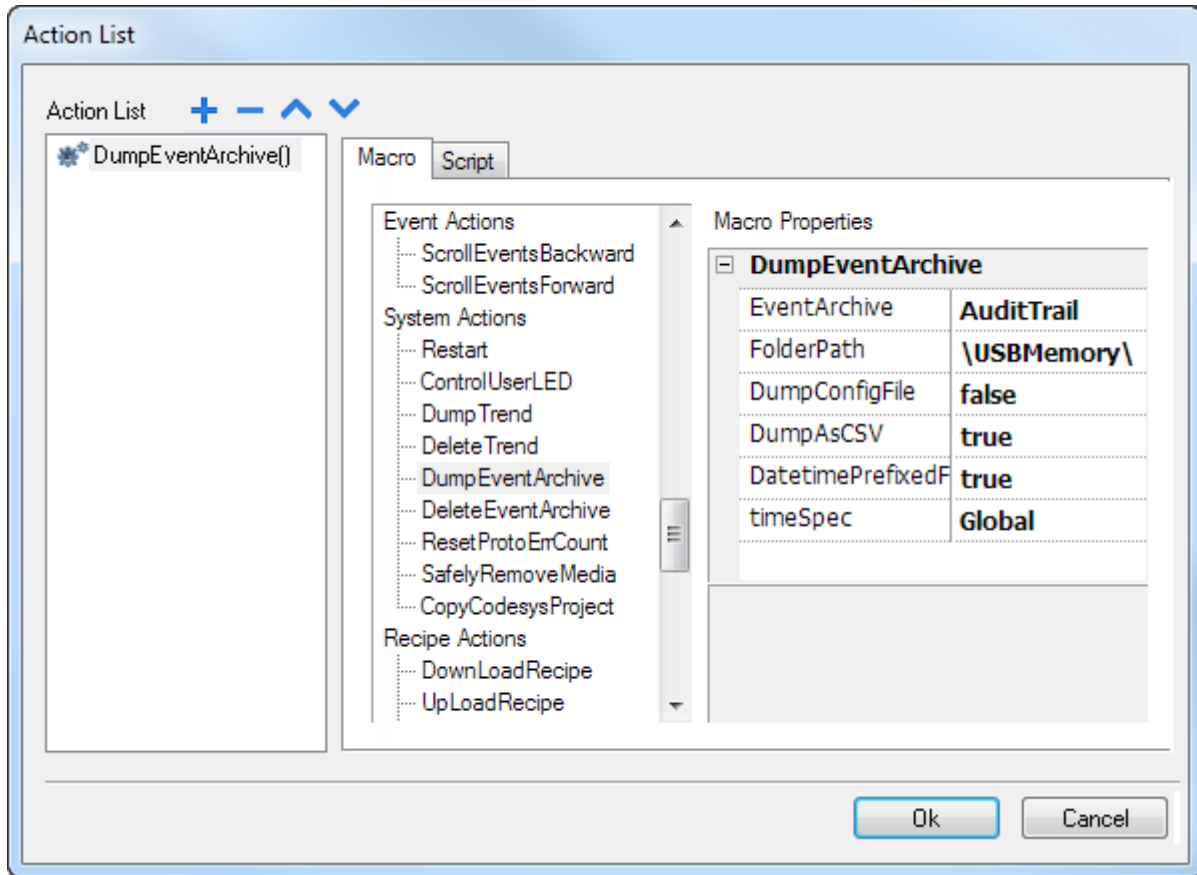 Action List
Action List
DumpEventArchive()
Macro
Script
Event Actions
ScrollEventsBackward
ScrollEventsForward
System Actions
Restart
ControlUserLED
DumpTrend
DeleteTrend
DumpEventArchive
DeleteEventArchive
ResetProtoErrCount
SafelyRemoveMedia
CopyCodesysProject
Recipe Actions
DownLoadRecipe
UpLoadRecipe
Macro Properties
DumpEventArchive
EventArchive AuditTrail
FolderPath \USBMemory\
DumpConfigFile false
DumpAsCSV true
DatetimePrefixedF true
timeSpec Global
Ok
Cancel